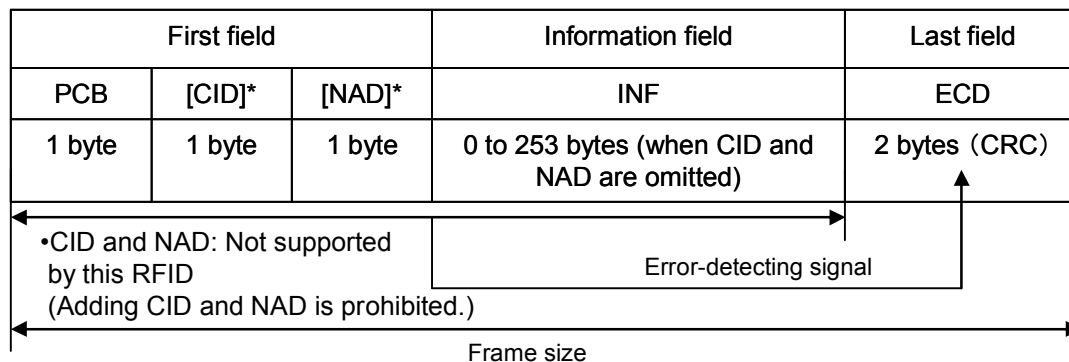 First field Information field Last field
PCB [CID]* [NAD]* INF ECD
1 byte 1 byte 1 byte 0 to 253 bytes (when CID and 2 bytes （CRC）
NAD are omitted)
•CID and NAD: Not supported
by this RFID
(Adding CID and NAD is prohibited.)
Error-detecting signal
Frame size